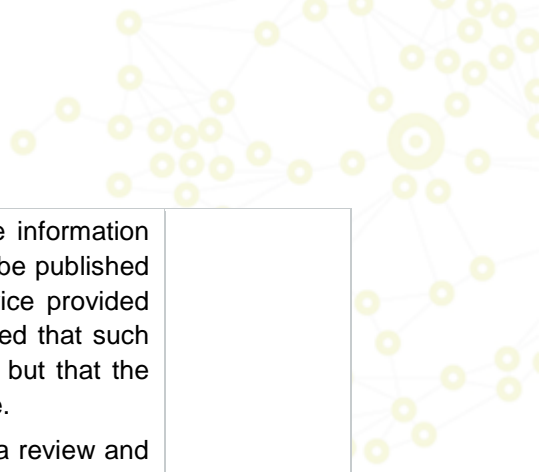 information
be published
ice provided
ed that such
but that the
.
a review and